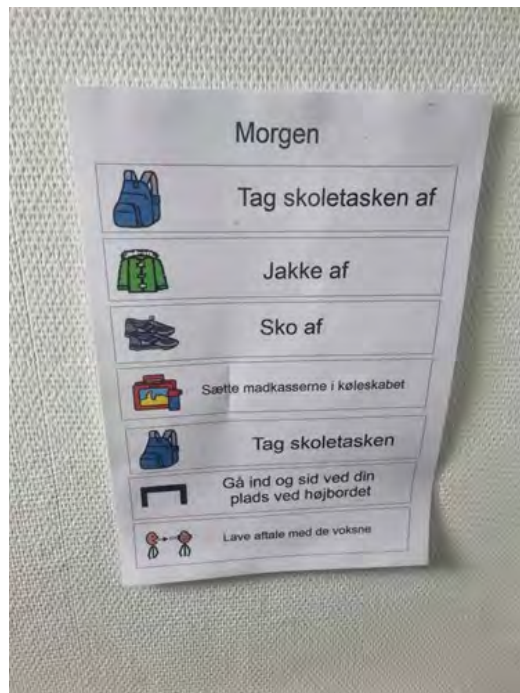 Morgen
Tag skoletasken af
Jakke af
Sko af
Sætte madkasserne i køleskabet
Tag skoletasken
Gå ind og sid ved din
plads ved højbordet
Lave aftale med de voksne